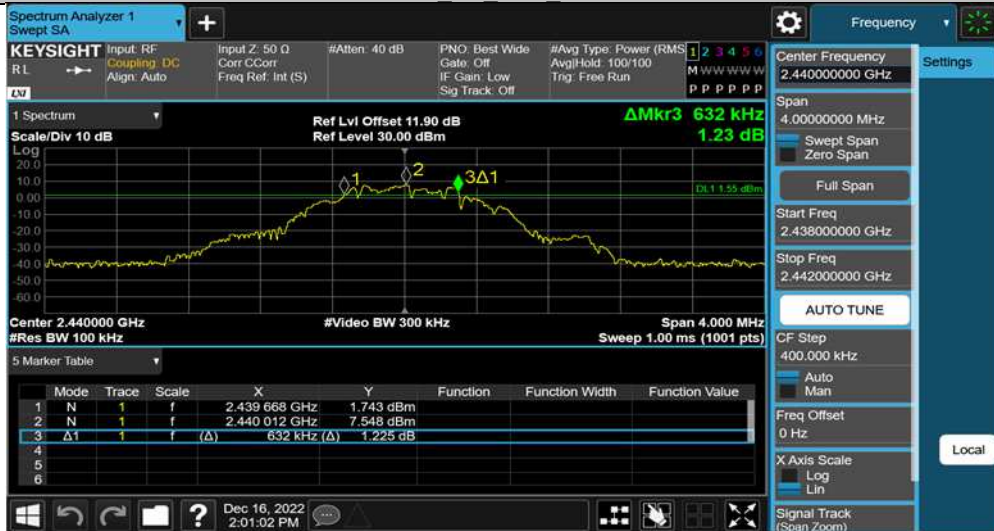 Spectrum Analyzer 1
Swept SA
+
Frequency
KEYSIGHT
RL
LXI
Input: RF
Coupling: DC
Align: Auto
Input Z: 50 Ω
Corr CCorr
Freq Ref: Int (S)
#Atten: 40 dB
PNO: Best Wide
Gate: Off
IF Gain: Low
Sig Track: Off
#Avg Type: Power (RMS
Avg|Hold: 100/100
Trig: Free Run
1 2 3 4 5 6
M W W W W W
P P P P P P
1 Spectrum
Scale/Div 10 dB
Ref Lvl Offset 11.90 dB
Ref Level 30.00 dBm
ΔMkr3 632 kHz
1.23 dB
Log
20.0
10.0
0.00
-10.0
-20.0
-30.0
-40.0
-50.0
-60.0
1
2
3Δ1
DL1 1.55 dBm
Center 2.440000 GHz
#Video BW 300 kHz
Span 4.000 MHz
#Res BW 100 kHz
Sweep 1.00 ms (1001 pts)
5 Marker Table
Mode Trace Scale X Y Function Function Width Function Value
1 N 1 f 2.439 668 GHz 1.743 dBm
2 N 1 f 2.440 012 GHz 7.548 dBm
3 Δ1 1 f (Δ) 632 kHz (Δ) 1.225 dB
4
5
6
?
Dec 16, 2022
2:01:02 PM
Center Frequency
2.440000000 GHz
Span
4.00000000 MHz
Swept Span
Zero Span
Full Span
Start Freq
2.438000000 GHz
Stop Freq
2.442000000 GHz
AUTO TUNE
CF Step
400.000 kHz
Auto
Man
Freq Offset
0 Hz
X Axis Scale
Log
Lin
Signal Track
(Span Zoom)
Settings
Local